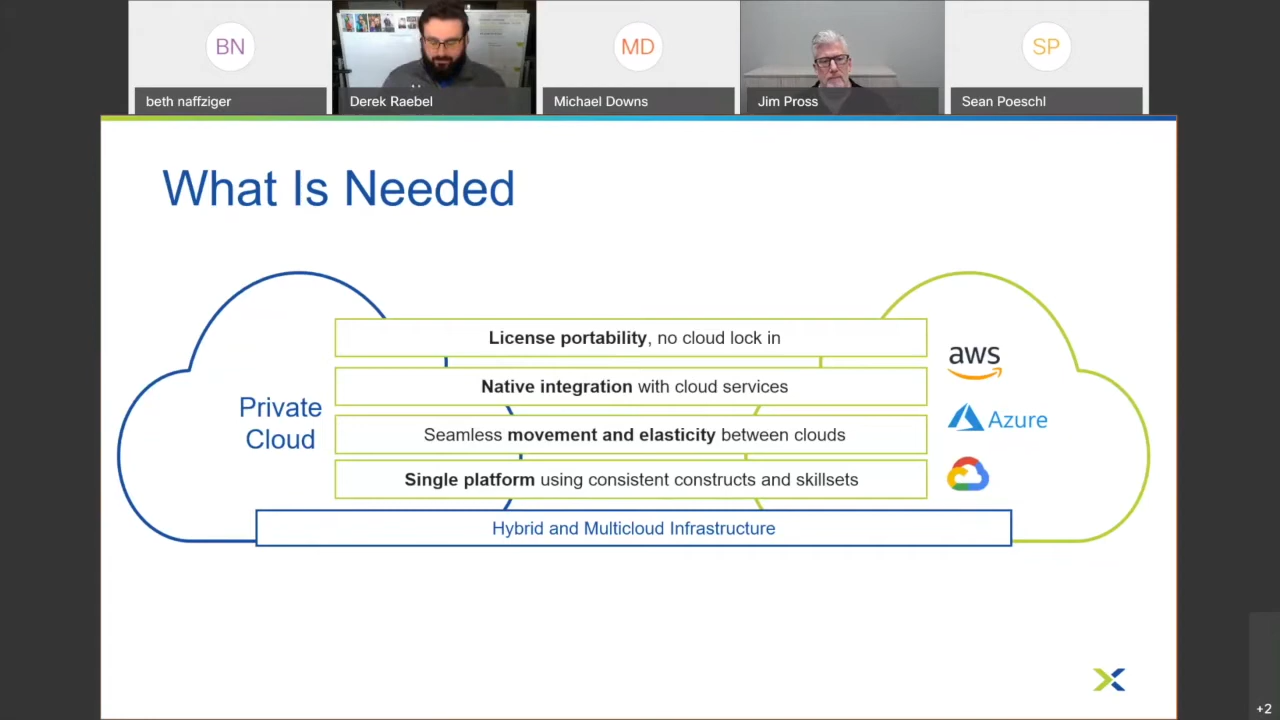 BN
MD
SP
beth naffziger
Derek Raebel
Michael Downs
Jim Pross
Sean Poeschl
What Is Needed
License portability, no cloud lock in
Native integration with cloud services
Seamless movement and elasticity between clouds
Single platform using consistent constructs and skillsets
Hybrid and Multicloud Infrastructure
Private
Cloud
aws
Azure
+2